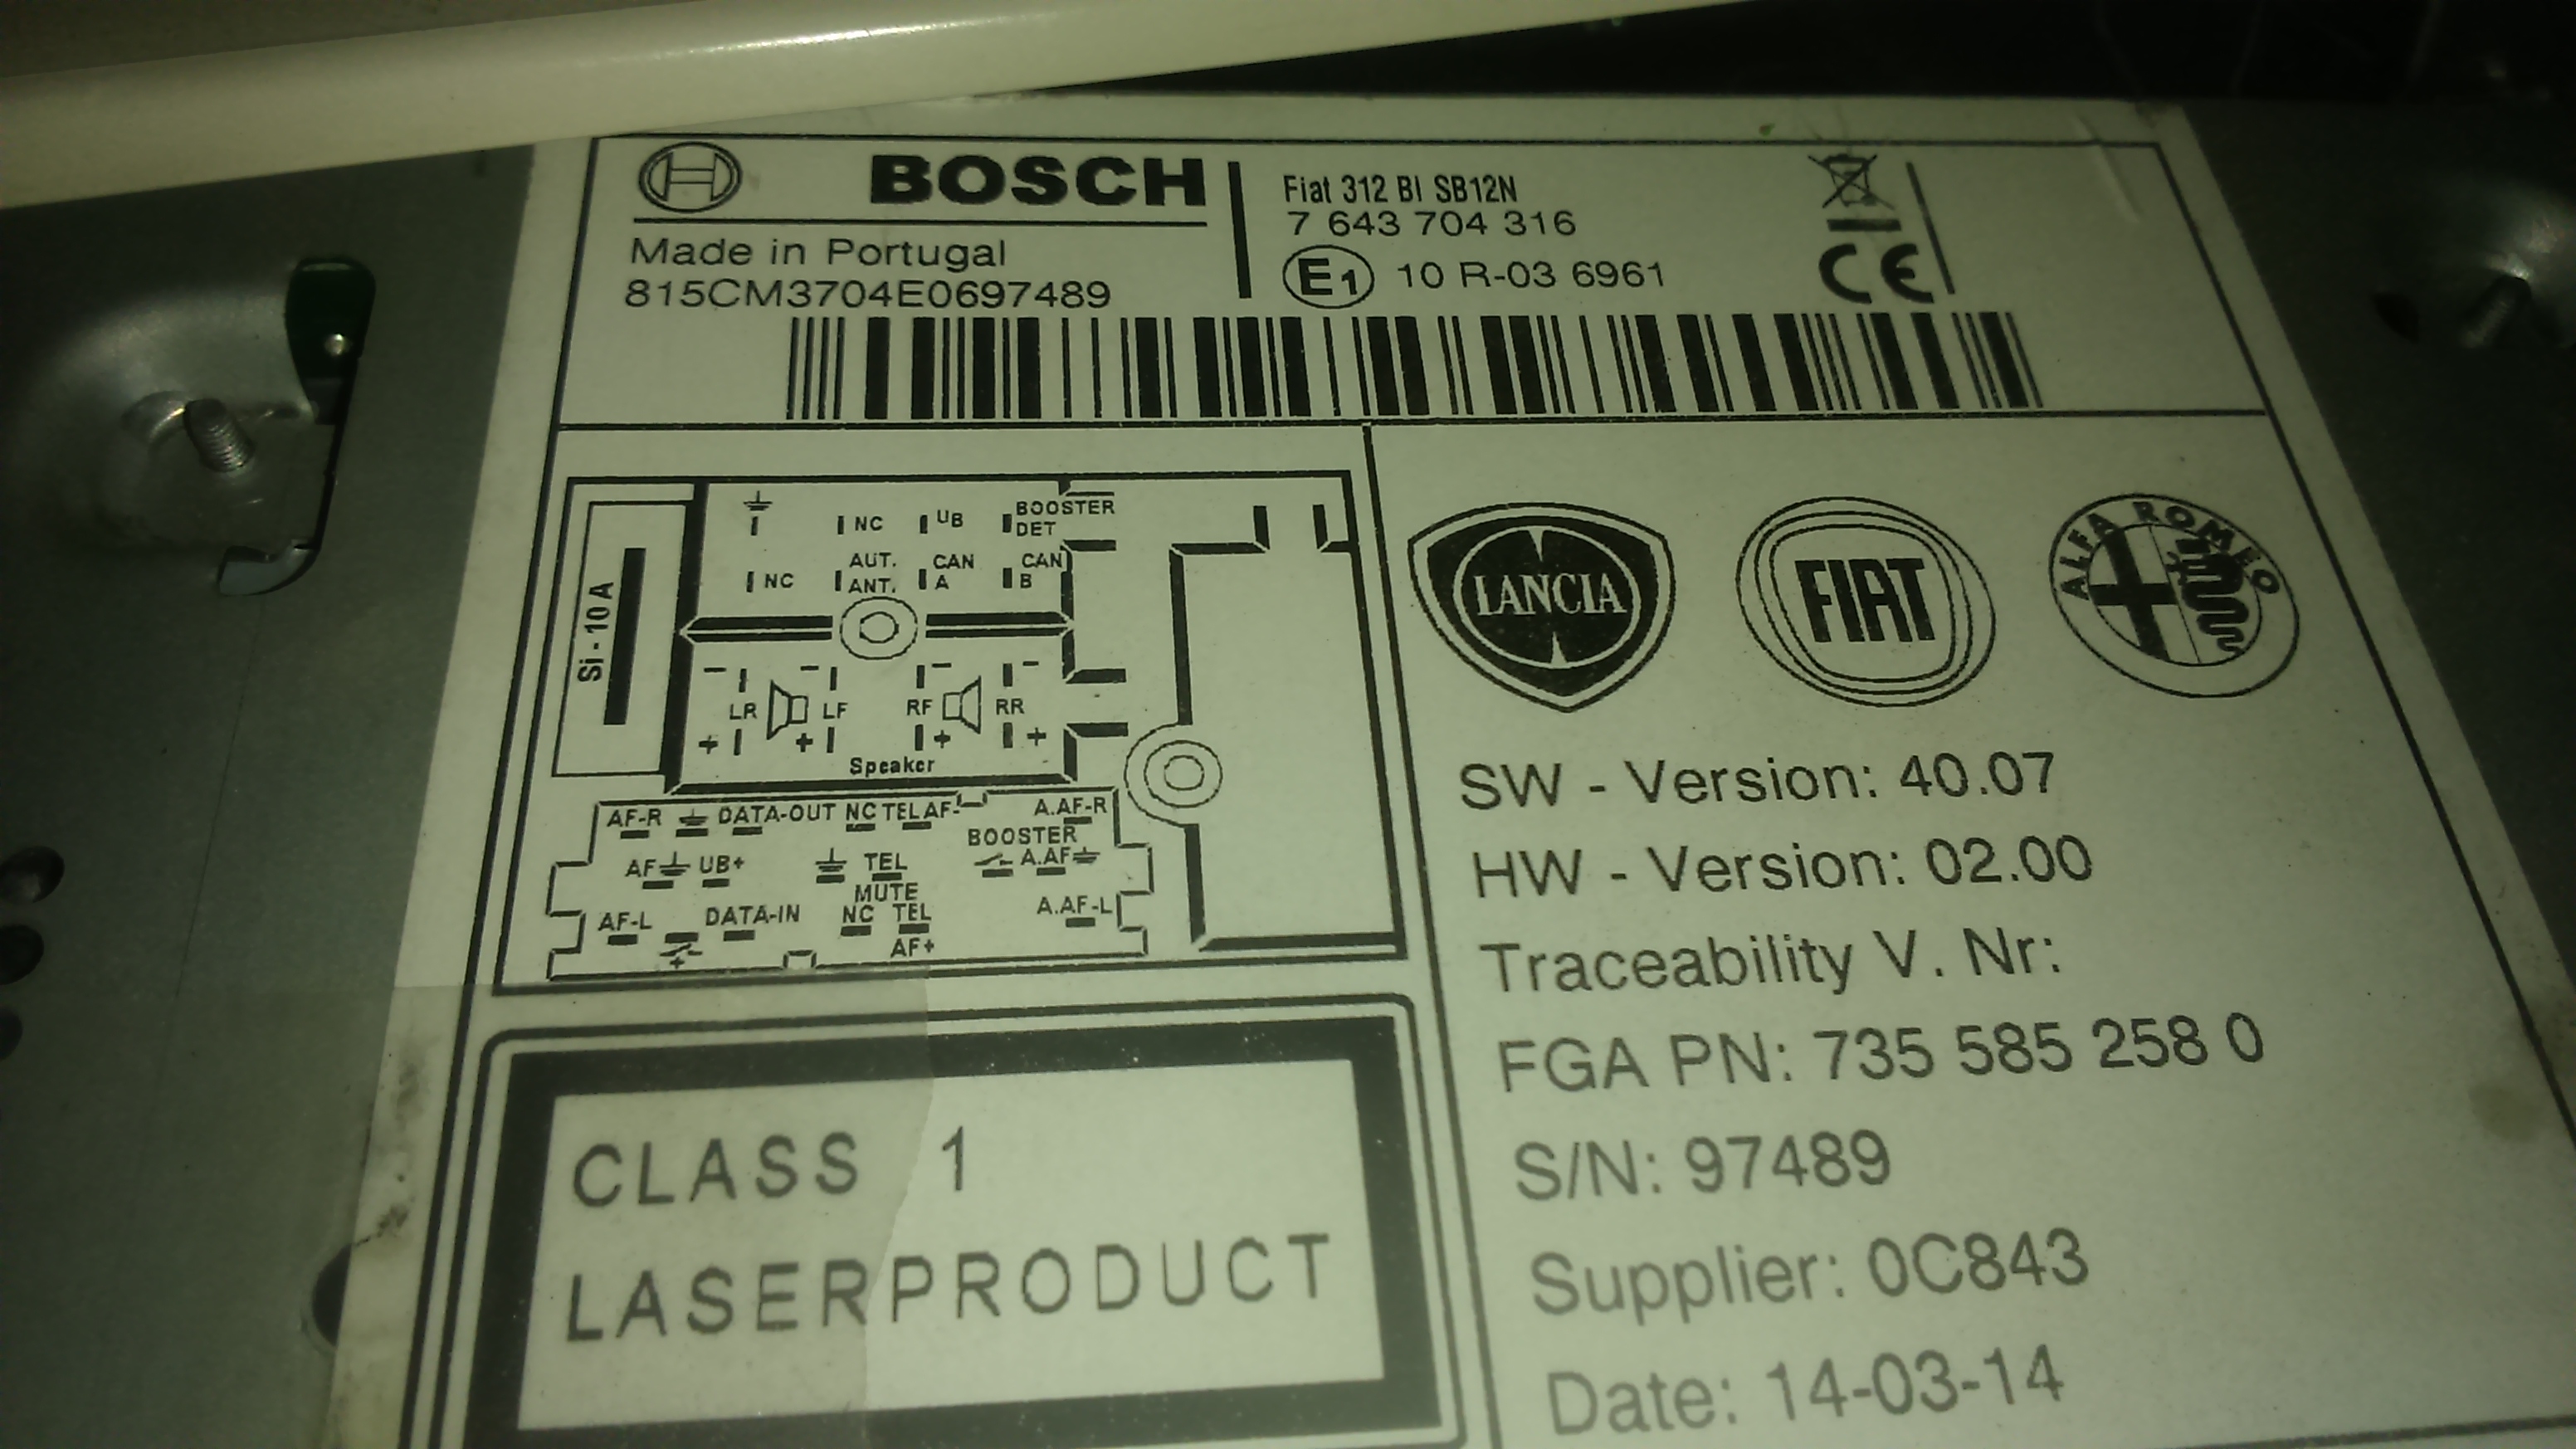 BOSCH
Made in Portugal
815CM3704E0697489
Fiat 312 BI SB12N
7 643 704 316
E1 10 R-03 6961
CE
Si - 10 A
NC UB BOOSTER DET
NC AUT. ANT. CAN A CAN B
- - - -
LR LF RF RR
+ + + +
Speaker
AF-R DATA-OUT NC TEL AF- A.AF-R
BOOSTER
AF UB+ TEL MUTE A.AF
AF-L DATA-IN NC TEL AF+ A.AF-L
CLASS 1
LASERPRODUCT
LANCIA
FIAT
ALFA ROMEO
SW - Version: 40.07
HW - Version: 02.00
Traceability V. Nr:
FGA PN: 735 585 258 0
S/N: 97489
Supplier: 0C843
Date: 14-03-14